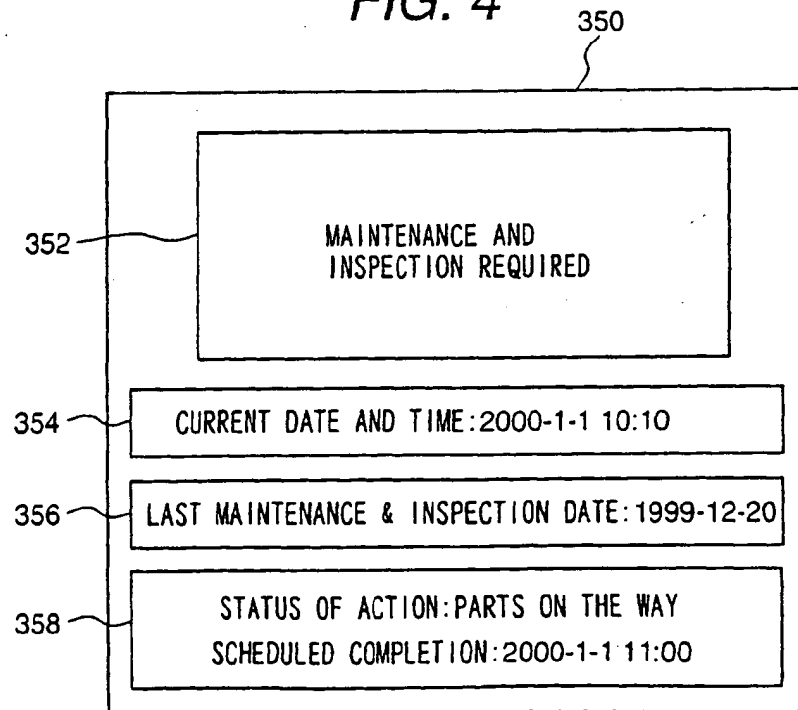 FIG. 4
350
352
MAINTENANCE AND
INSPECTION REQUIRED
354
CURRENT DATE AND TIME:2000-1-1 10:10
356
LAST MAINTENANCE & INSPECTION DATE:1999-12-20
358
STATUS OF ACTION:PARTS ON THE WAY
SCHEDULED COMPLETION:2000-1-1 11:00